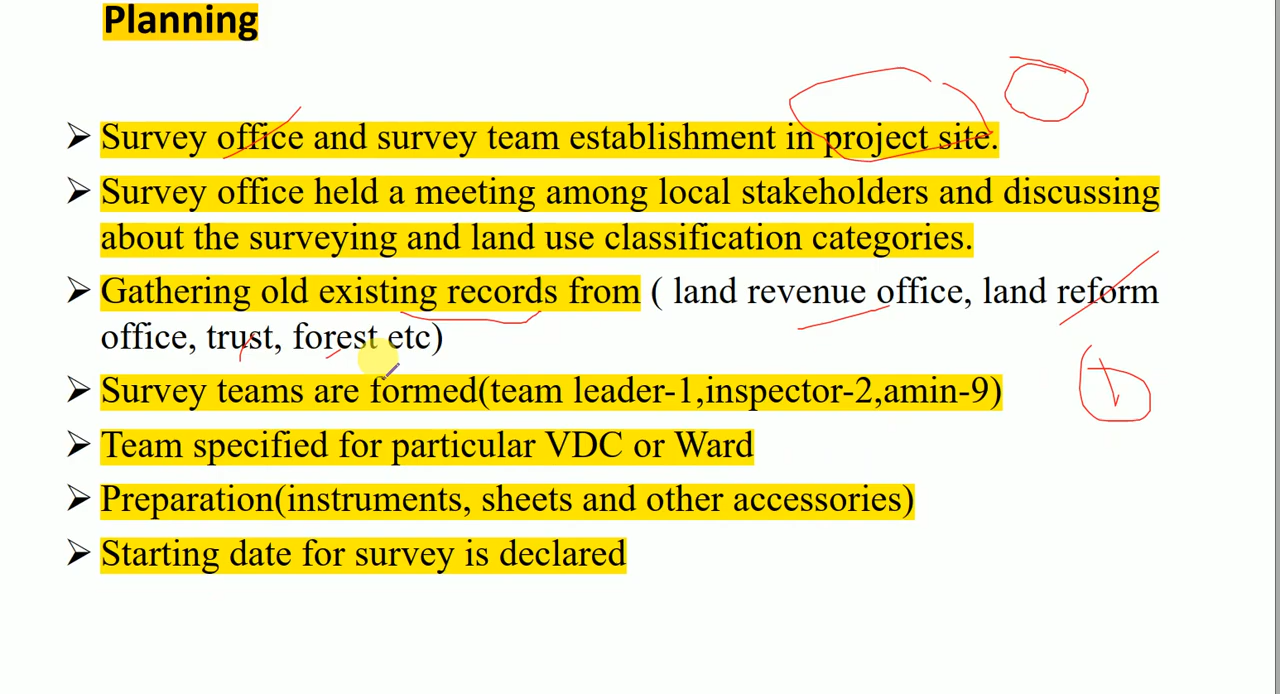 Planning
➢ Survey office and survey team establishment in project site.
➢ Survey office held a meeting among local stakeholders and discussing
about the surveying and land use classification categories.
➢ Gathering old existing records from ( land revenue office, land reform
office, trust, forest etc)
➢ Survey teams are formed(team leader-1,inspector-2,amin-9)
➢ Team specified for particular VDC or Ward
➢ Preparation(instruments, sheets and other accessories)
➢ Starting date for survey is declared